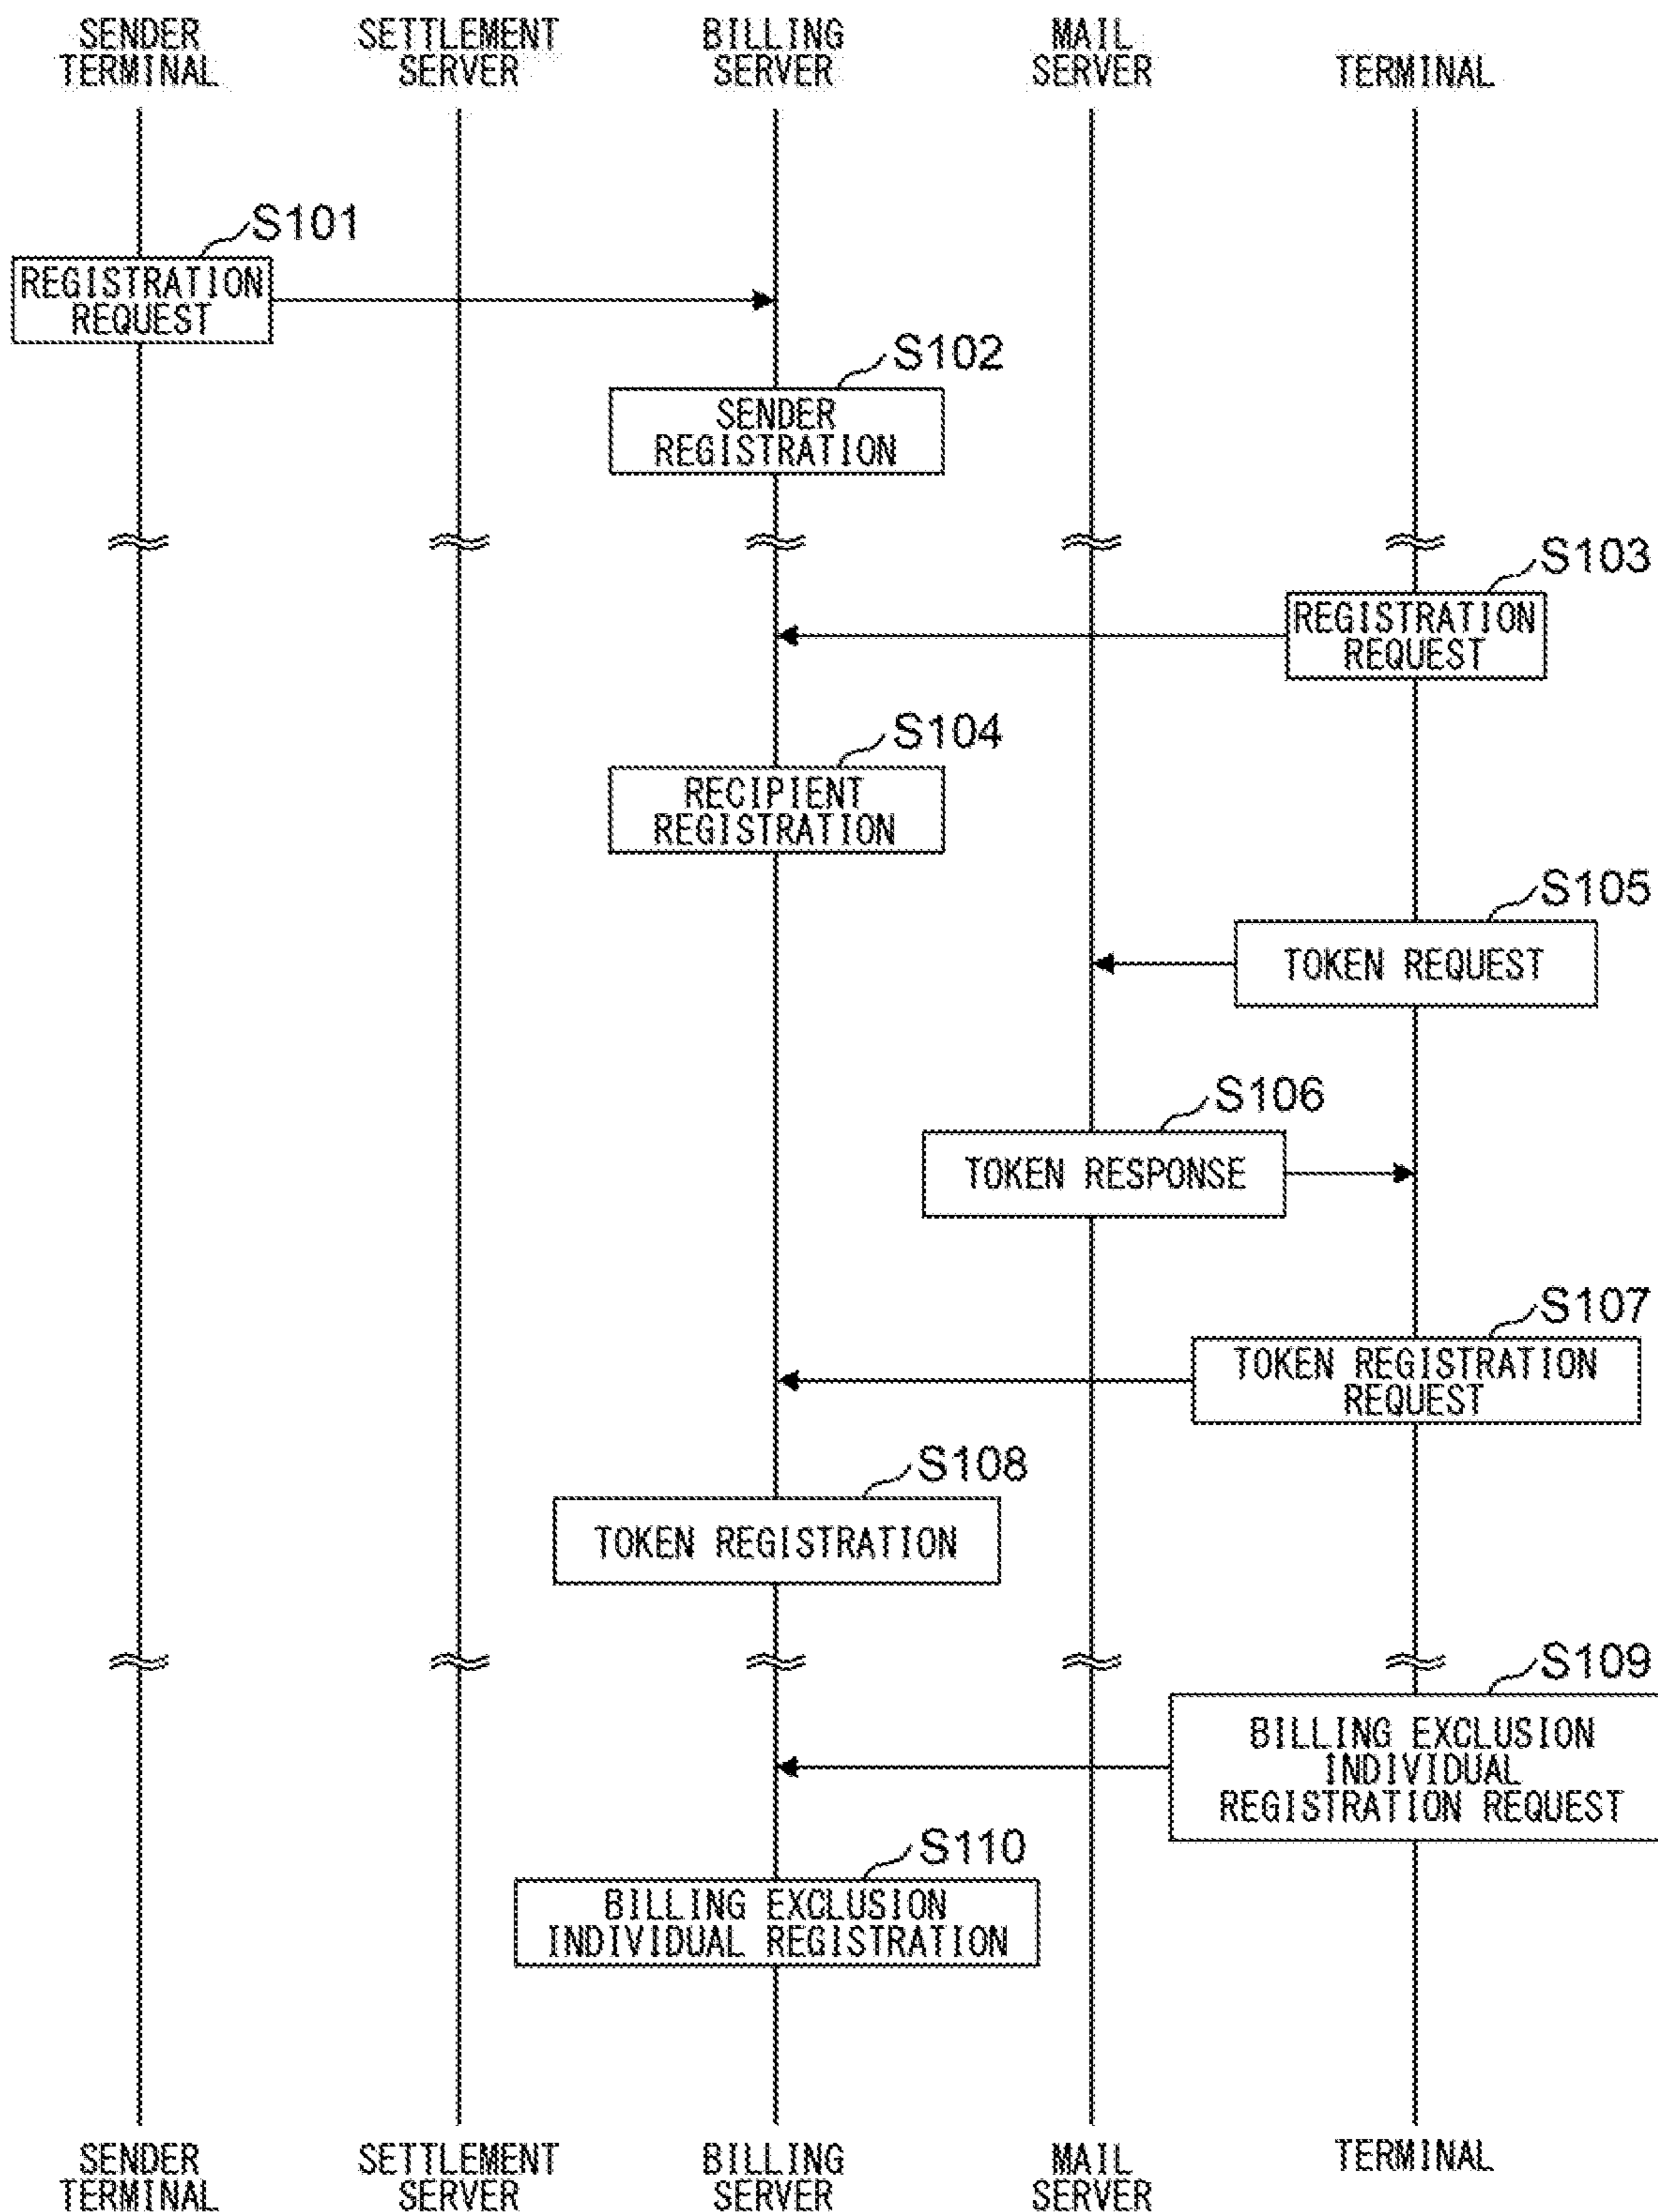 SENDER
TERMINAL
SETTLEMENT
SERVER
BILLING
SERVER
MAIL
SERVER
TERMINAL
S101
REGISTRATION
REQUEST
S102
SENDER
REGISTRATION
S103
REGISTRATION
REQUEST
S104
RECIPIENT
REGISTRATION
S105
TOKEN REQUEST
S106
TOKEN RESPONSE
S107
TOKEN REGISTRATION
REQUEST
S108
TOKEN REGISTRATION
S109
BILLING EXCLUSION
INDIVIDUAL
REGISTRATION REQUEST
S110
BILLING EXCLUSION
INDIVIDUAL REGISTRATION
SENDER
TERMINAL
SETTLEMENT
SERVER
BILLING
SERVER
MAIL
SERVER
TERMINAL